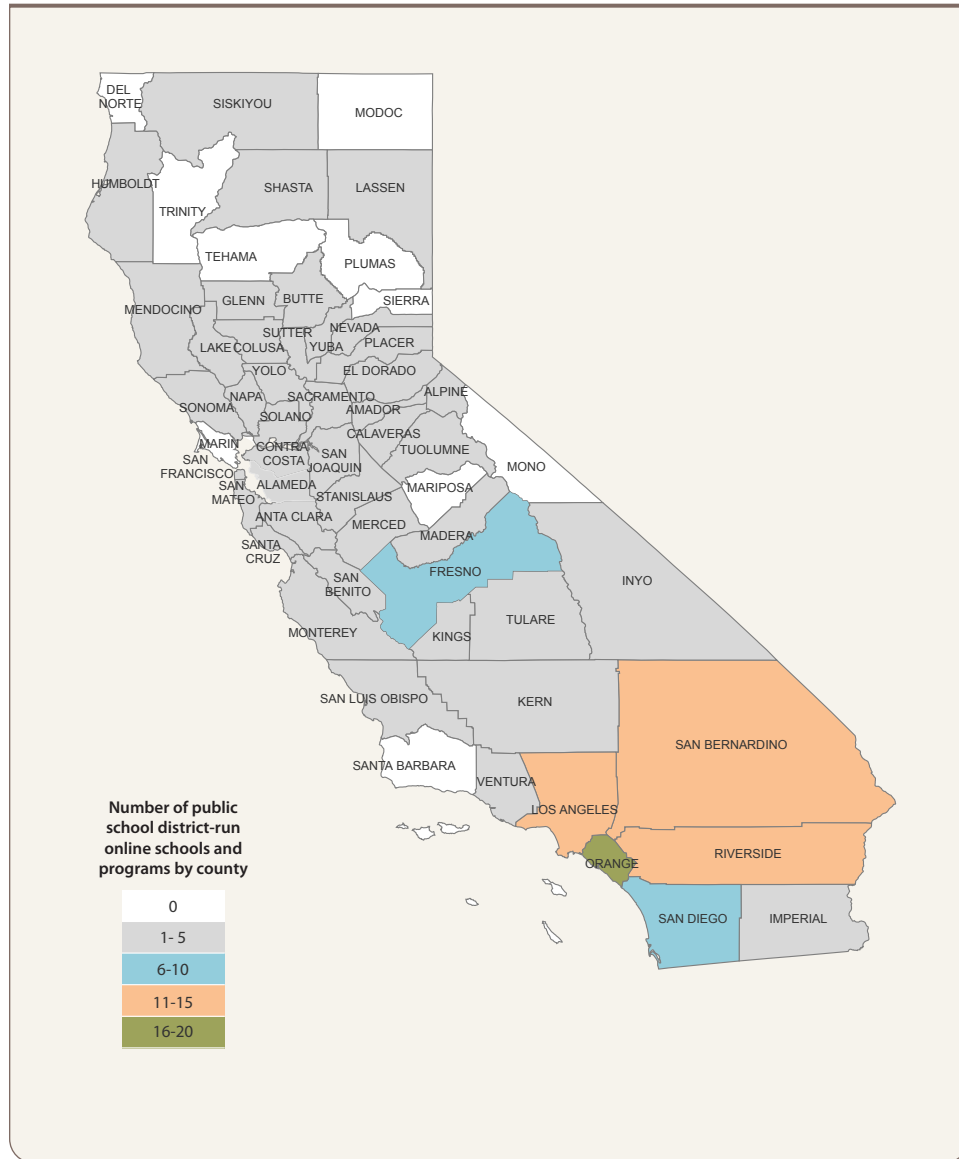 DEL
NORTE
SISKIYOU
MODOC
HUMBOLDT
TRINITY
SHASTA
LASSEN
TEHAMA
PLUMAS
MENDOCINO
GLENN
BUTTE
SIERRA
LAKE
COLUSA
SUTTER
YUBA
NEVADA
PLACER
YOLO
EL DORADO
SONOMA
NAPA
SACRAMENTO
ALPINE
SOLANO
AMADOR
MARIN
CONTRA
COSTA
CALAVERAS
TUOLUMNE
MONO
SAN
FRANCISCO
SAN
JOAQUIN
SAN
MATEO
ALAMEDA
STANISLAUS
MARIPOSA
ANTA CLARA
MERCED
MADERA
SANTA
CRUZ
SAN
BENITO
FRESNO
INYO
MONTEREY
KINGS
TULARE
SAN LUIS OBISPO
KERN
SAN BERNARDINO
SANTA BARBARA
VENTURA
LOS ANGELES
ORANGE
RIVERSIDE
SAN DIEGO
IMPERIAL
Number of public
school district-run
online schools and
programs by county
0
1- 5
6-10
11-15
16-20